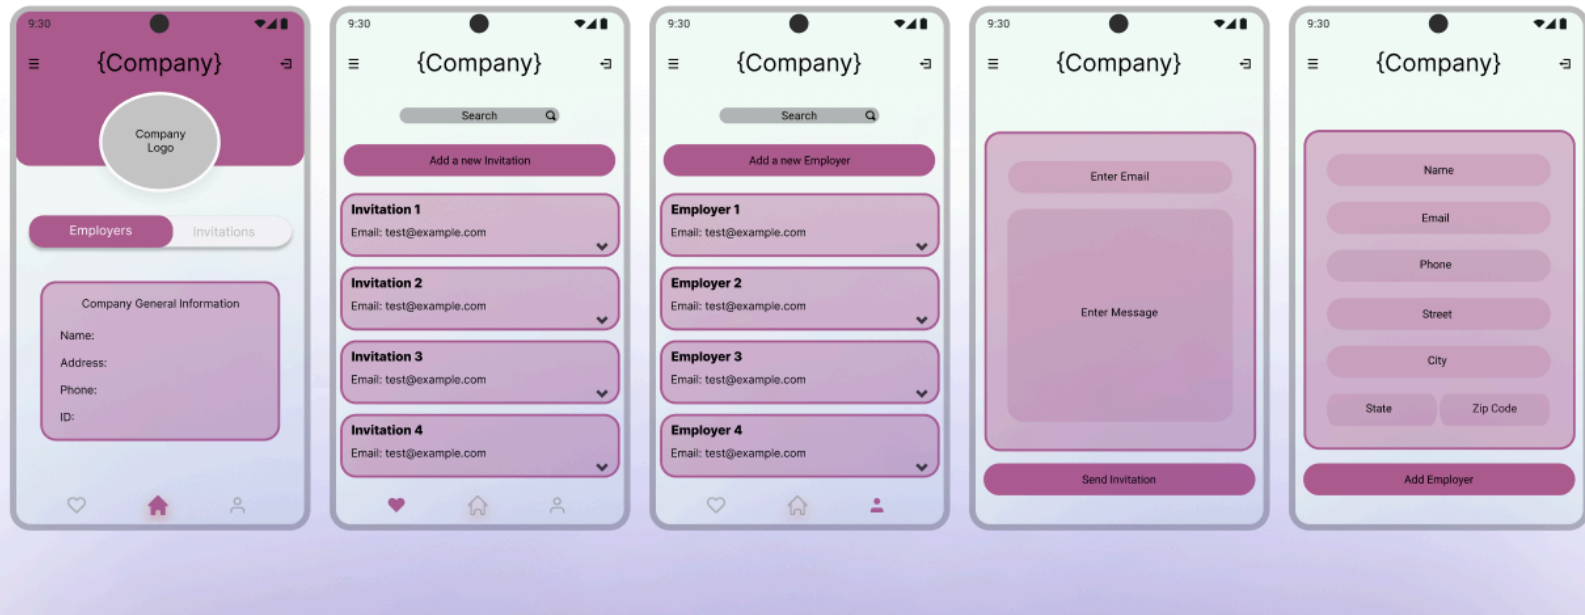 9:30
{Company}
Company
Logo
Employers
Invitations
Company General Information
Name:
Address:
Phone:
ID:
9:30
{Company}
Search
Add a new Invitation
Invitation 1
Email: test@example.com
Invitation 2
Email: test@example.com
Invitation 3
Email: test@example.com
Invitation 4
Email: test@example.com
9:30
{Company}
Search
Add a new Employer
Employer 1
Email: test@example.com
Employer 2
Email: test@example.com
Employer 3
Email: test@example.com
Employer 4
Email: test@example.com
9:30
{Company}
Enter Email
Enter Message
Send Invitation
9:30
{Company}
Name
Email
Phone
Street
City
State
Zip Code
Add Employer